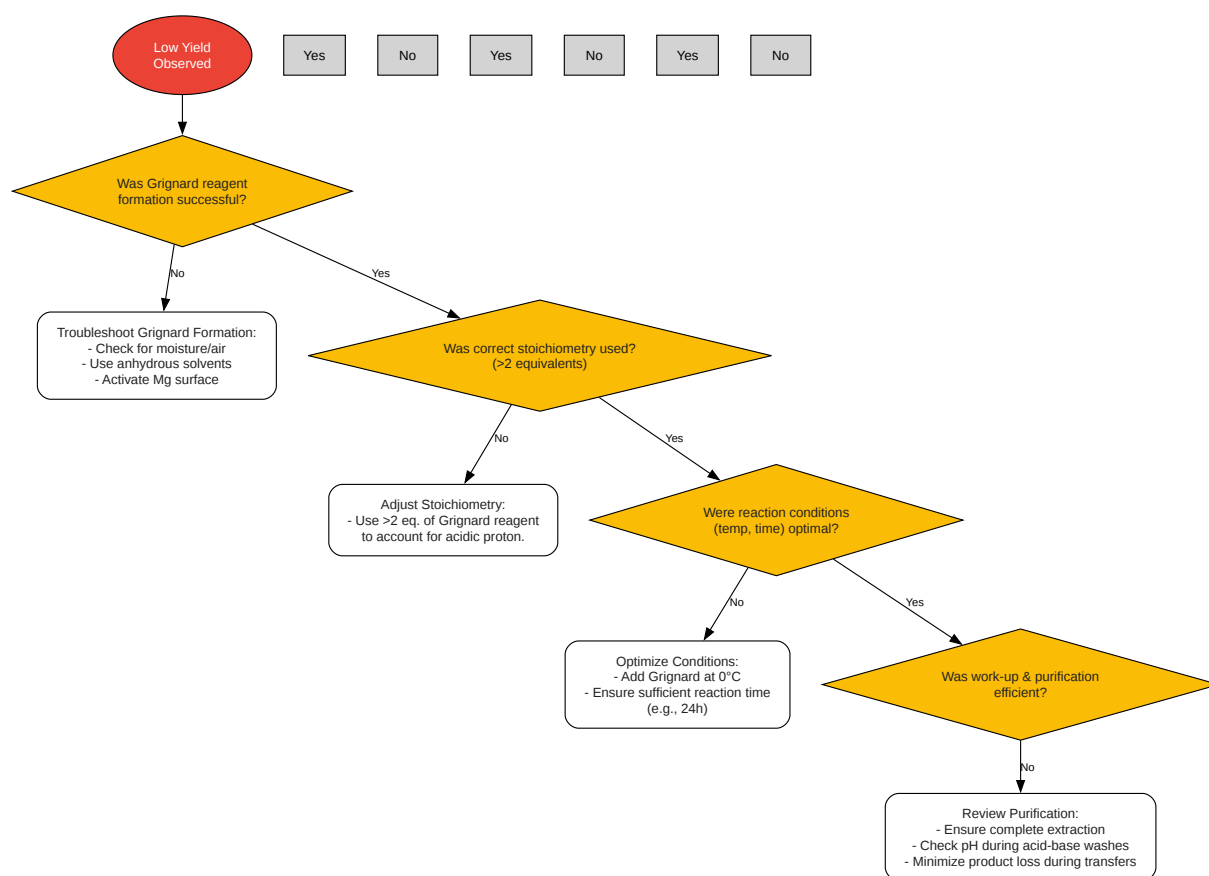 Low Yield
Observed
Yes
No
Yes
No
Yes
No
Was Grignard reagent
formation successful?
No
Yes
Troubleshoot Grignard Formation:
- Check for moisture/air
- Use anhydrous solvents
- Activate Mg surface
Was correct stoichiometry used?
(>2 equivalents)
No
Yes
Adjust Stoichiometry:
- Use >2 eq. of Grignard reagent
to account for acidic proton.
Were reaction conditions
(temp, time) optimal?
No
Yes
Optimize Conditions:
- Add Grignard at 0°C
- Ensure sufficient reaction time
(e.g., 24h)
Was work-up & purification
efficient?
No
Review Purification:
- Ensure complete extraction
- Check pH during acid-base washes
- Minimize product loss during transfers